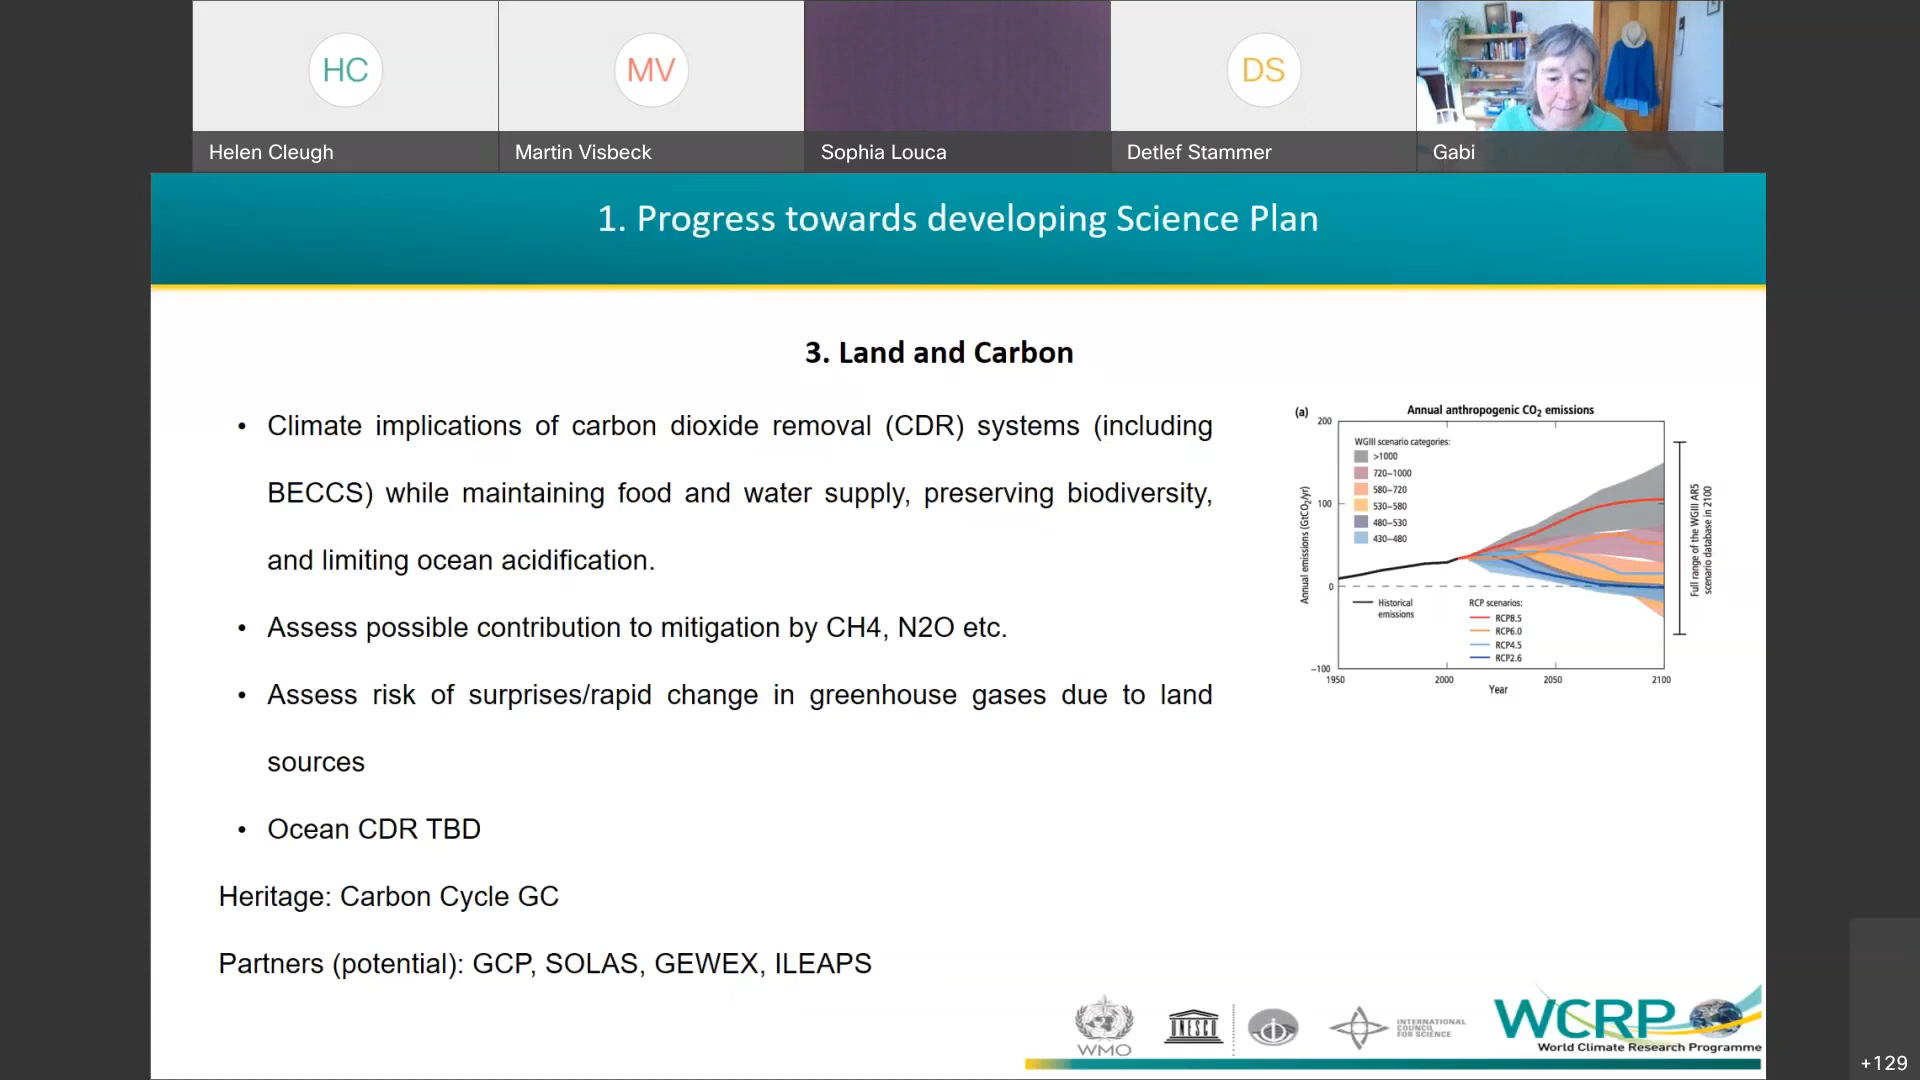 HC
MV
DS
Helen Cleugh
Martin Visbeck
Sophia Louca
Detlef Stammer
Gabi
1. Progress towards developing Science Plan
3. Land and Carbon
• Climate implications of carbon dioxide removal (CDR) systems (including
BECCS) while maintaining food and water supply, preserving biodiversity,
and limiting ocean acidification.
• Assess possible contribution to mitigation by CH4, N2O etc.
• Assess risk of surprises/rapid change in greenhouse gases due to land
sources
• Ocean CDR TBD
Heritage: Carbon Cycle GC
Partners (potential): GCP, SOLAS, GEWEX, ILEAPS
(a)
Annual anthropogenic CO₂ emissions
200
100
0
−100
Annual emissions (GtCO₂/yr)
WGIII scenario categories:
>1000
720–1000
580–720
530–580
480–530
430–480
Historical
emissions
RCP scenarios:
RCP8.5
RCP6.0
RCP4.5
RCP2.6
1950
2000
2050
2100
Year
Full range of the WGIII AR5
scenario database in 2100
WMO
UNESCO
INTERNATIONAL
COUNCIL
FOR SCIENCE
WCRP
World Climate Research Programme
+129